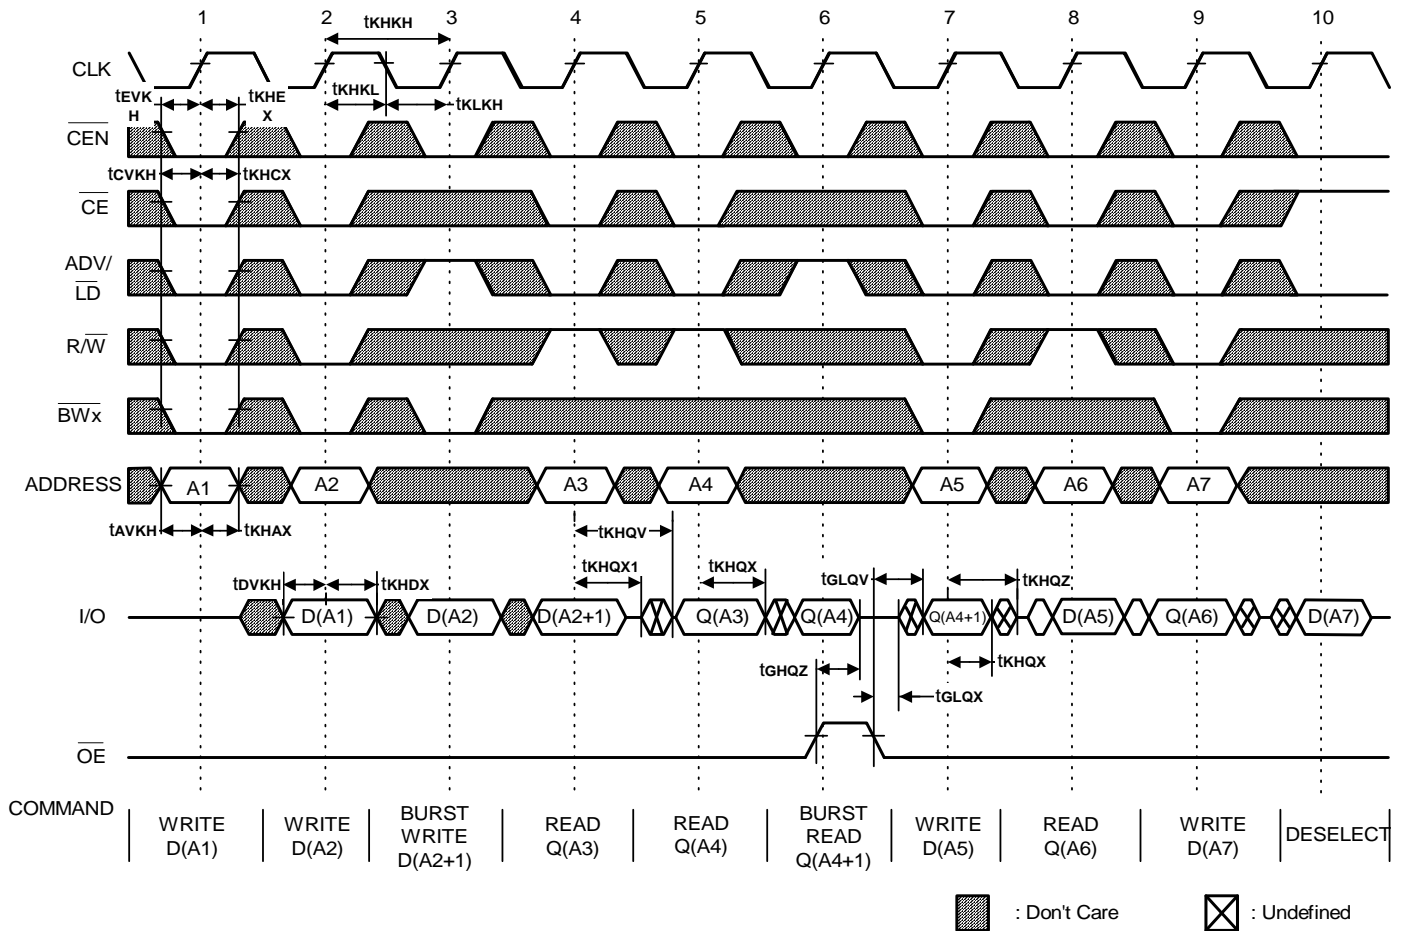 1 2 3 4 5 6 7 8 9 10
tKHKH
CLK
tEVKH tKHEX tKHKL tKLKH
CEN
tCVKH tKHCX
CE
ADV/
LD
R/W
BWx
ADDRESS A1 A2 A3 A4 A5 A6 A7
tAVKH tKHAX tKHQV
tDVKH tKHDX tKHQX1 tKHQX tGLQV tKHQZ
I/O D(A1) D(A2) D(A2+1) Q(A3) Q(A4) Q(A4+1) D(A5) Q(A6) D(A7)
tGHQZ tKHQX
tGLQX
OE
COMMAND
WRITE
D(A1)
WRITE
D(A2)
BURST
WRITE
D(A2+1)
READ
Q(A3)
READ
Q(A4)
BURST
READ
Q(A4+1)
WRITE
D(A5)
READ
Q(A6)
WRITE
D(A7)
DESELECT
: Don't Care : Undefined